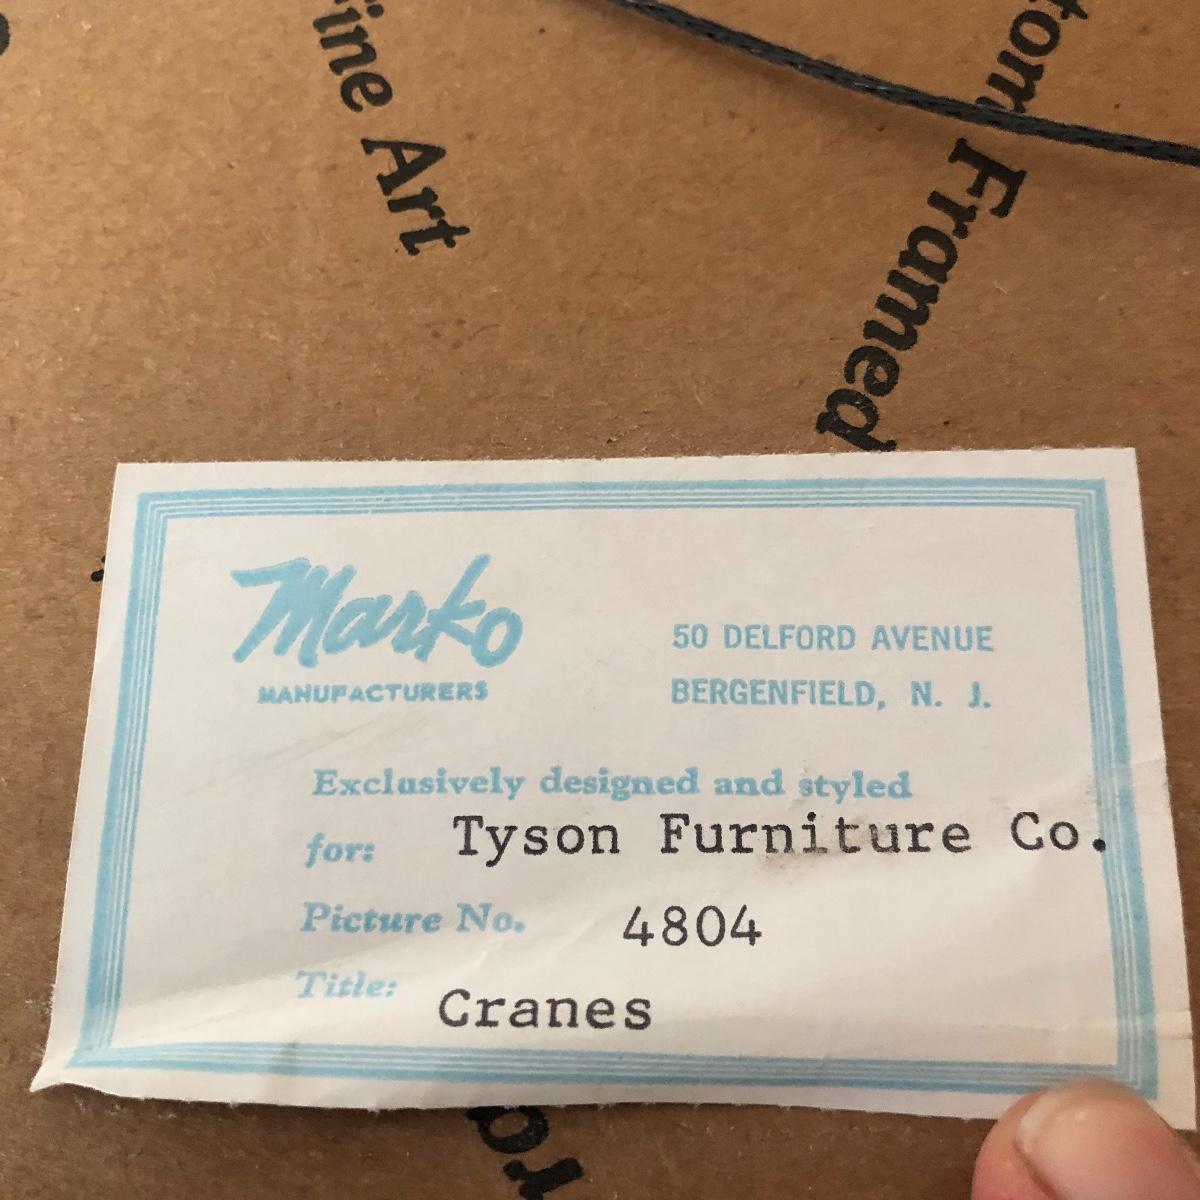 ine Art
tom Framed
Marko
MANUFACTURERS
50 DELFORD AVENUE
BERGENFIELD, N. J.
Exclusively designed and styled
for: Tyson Furniture Co.
Picture No. 4804
Title: Cranes